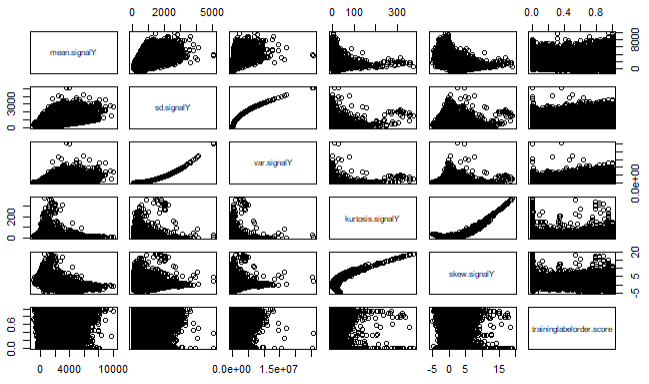 0 2000 5000
0 100 300
0.0 0.4 0.8
mean.signalY
0 4000 8000
0 3000
sd.signalY
var.signalY
0.0e+00
0 200
kurtosis.signalY
skew.signalY
-5 5 20
0.0 0.6
traininglabelorder.score
0 4000 10000
0.0e+00 1.5e+07
-5 0 5 15